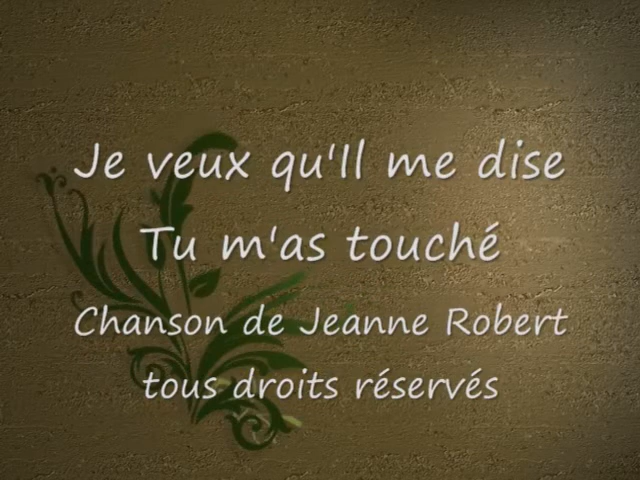 Je veux qu'Il me dise
Tu m'as touché
Chanson de Jeanne Robert
tous droits réservés